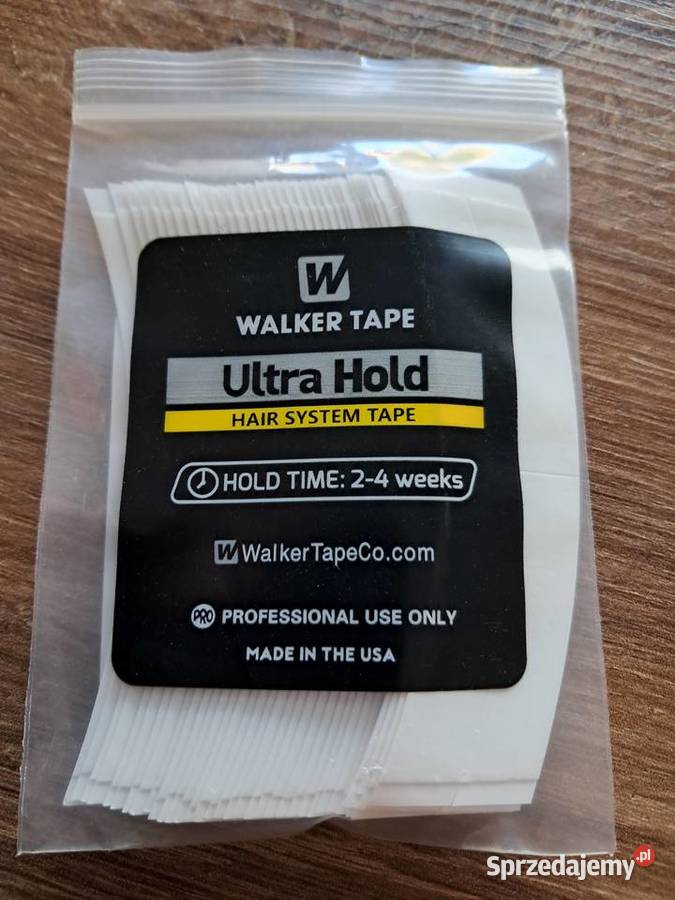 W
WALKER TAPE
Ultra Hold
HAIR SYSTEM TAPE
HOLD TIME: 2-4 weeks
W WalkerTapeCo.com
PRO PROFESSIONAL USE ONLY
MADE IN THE USA
Sprzedajemy.pl